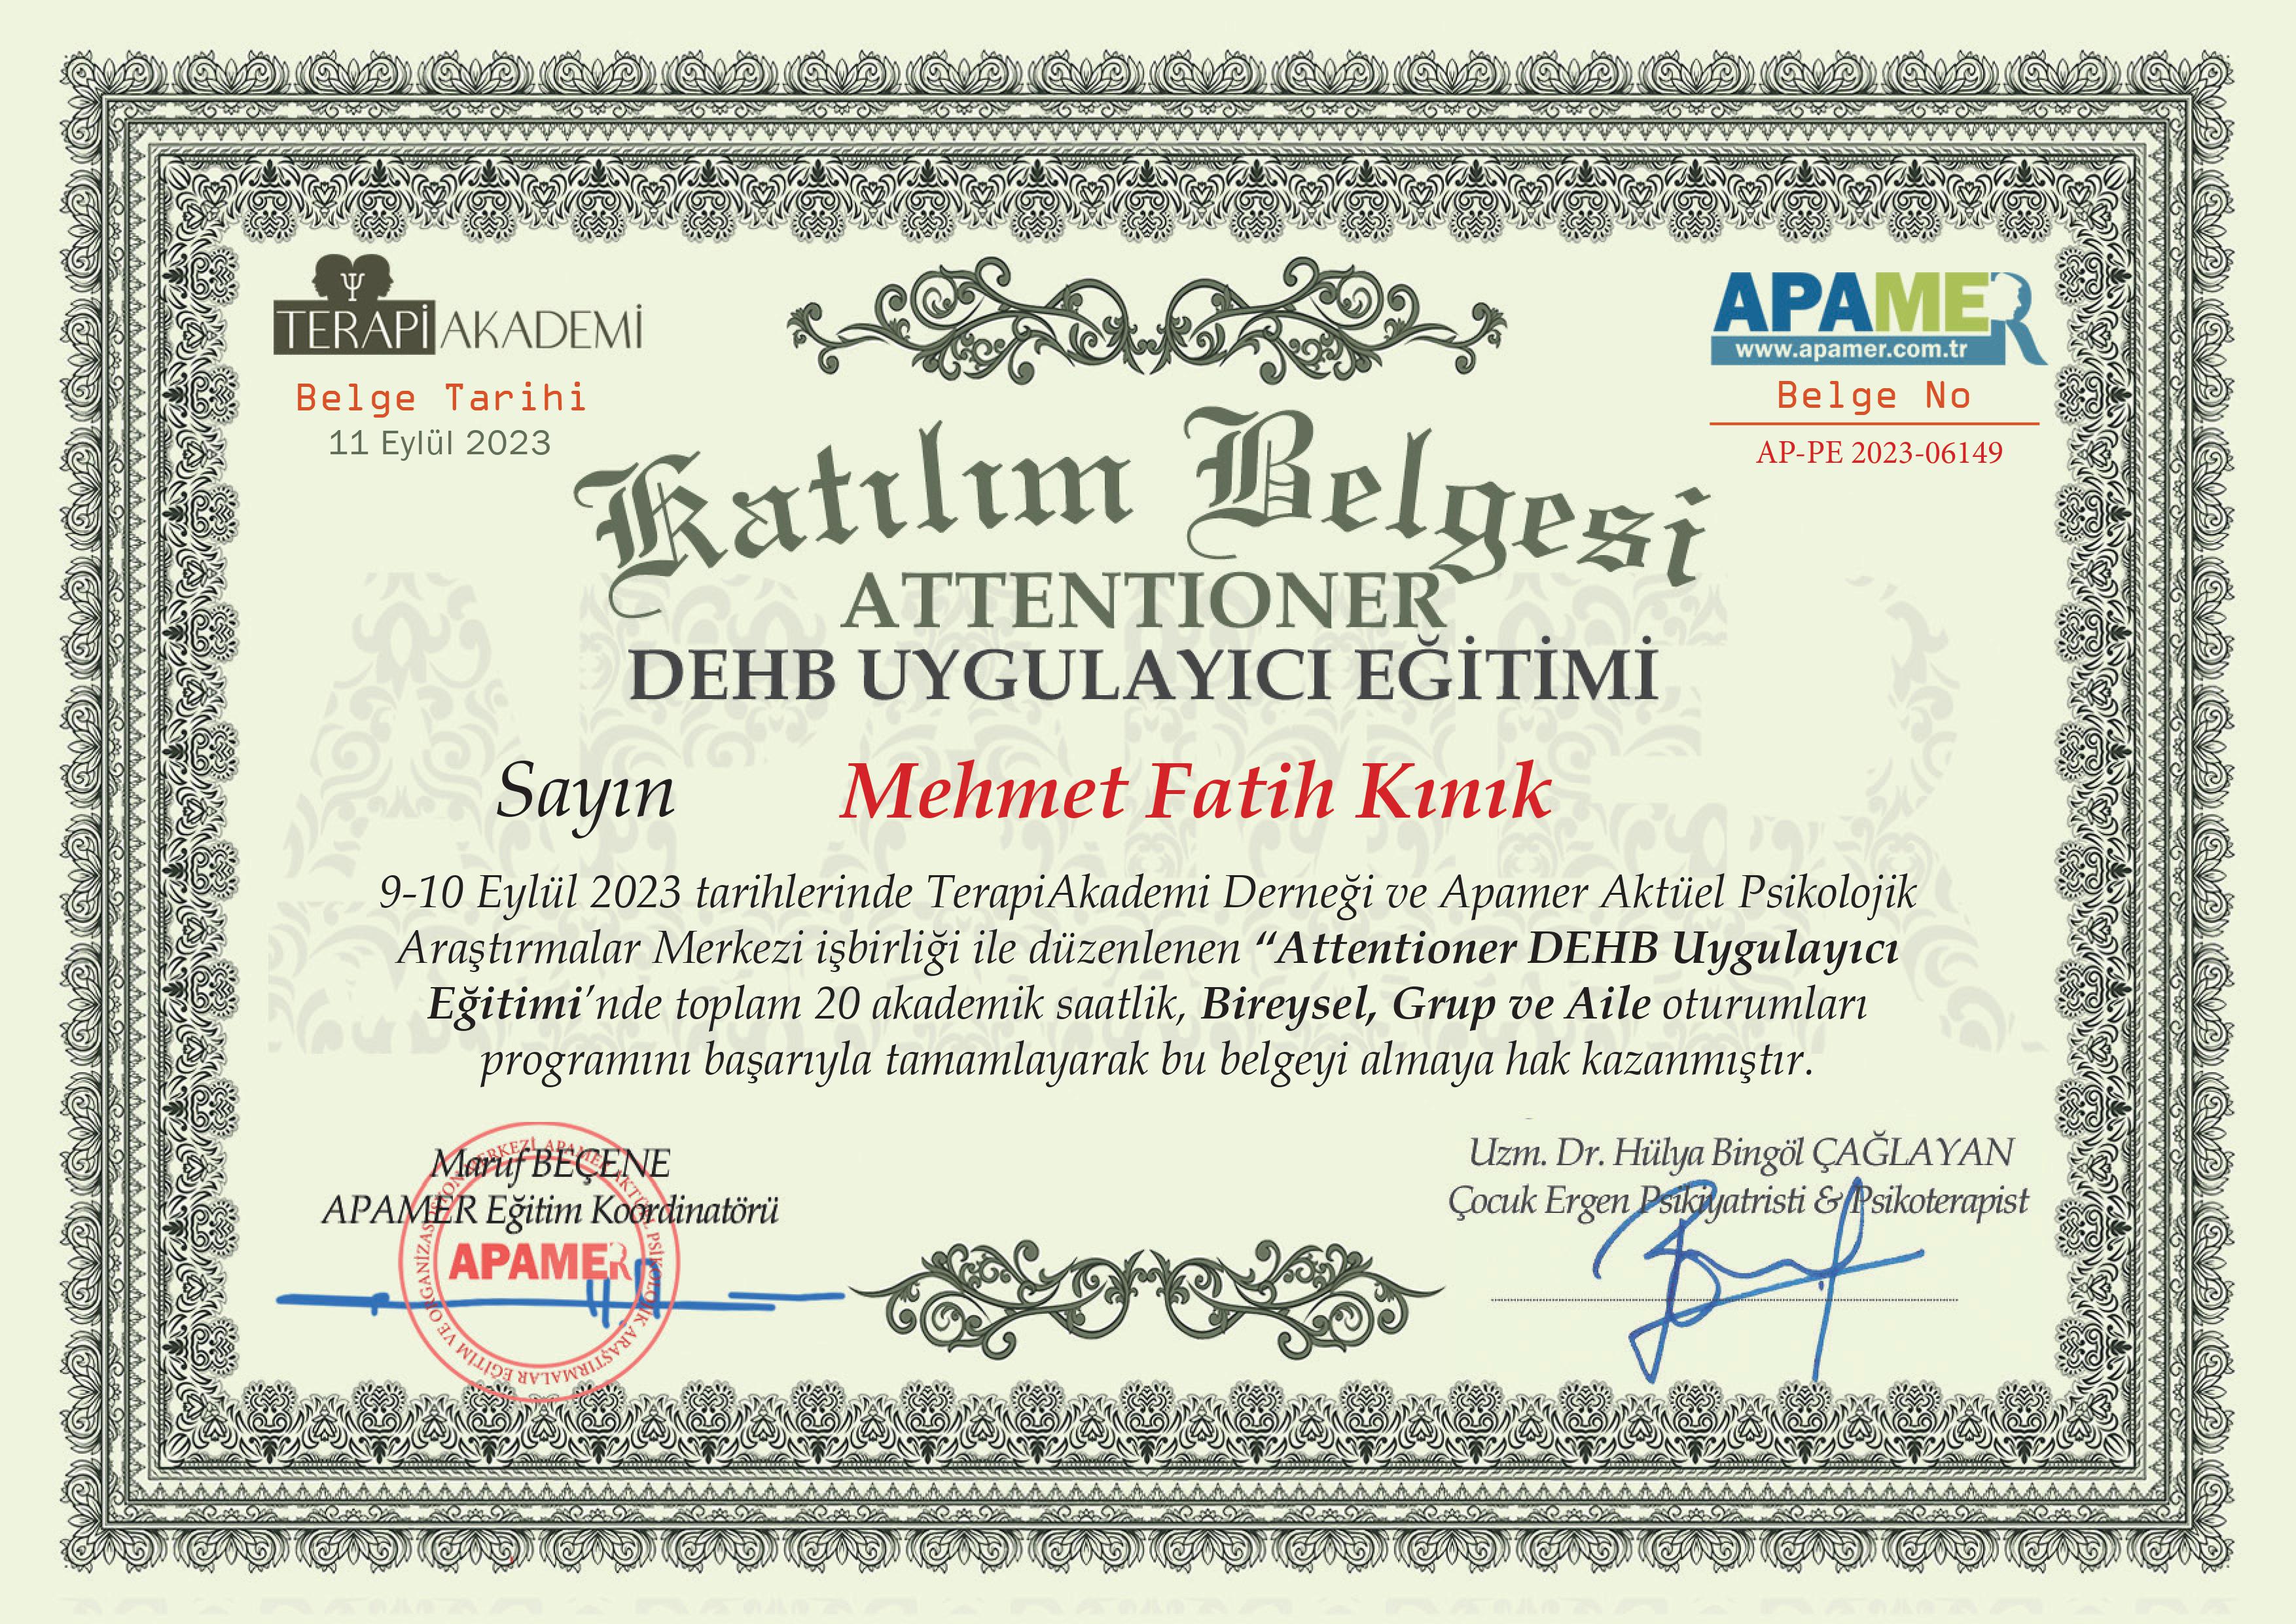 TERAPİAKADEMİ
Belge Tarihi
11 Eylül 2023
APAMER
www.apamer.com.tr
Belge No
AP-PE 2023-06149
Katılım Belgesi
ATTENTIONER
DEHB UYGULAYICI EĞİTİMİ
Sayın Mehmet Fatih Kınık
9-10 Eylül 2023 tarihlerinde TerapiAkademi Derneği ve Apamer Aktüel Psikolojik
Araştırmalar Merkezi işbirliği ile düzenlenen “Attentioner DEHB Uygulayıcı
Eğitimi’nde toplam 20 akademik saatlik, Bireysel, Grup ve Aile oturumları
programını başarıyla tamamlayarak bu belgeyi almaya hak kazanmıştır.
Maruf BEÇENE
APAMER Eğitim Koordinatörü
APAMER
APAMER AKTÜEL PSİKOLOJİK ARAŞTIRMALAR EĞİTİM VE ORGANİZASYON MERKEZİ
Uzm. Dr. Hülya Bingöl ÇAĞLAYAN
Çocuk Ergen Psikiyatristi & Psikoterapist